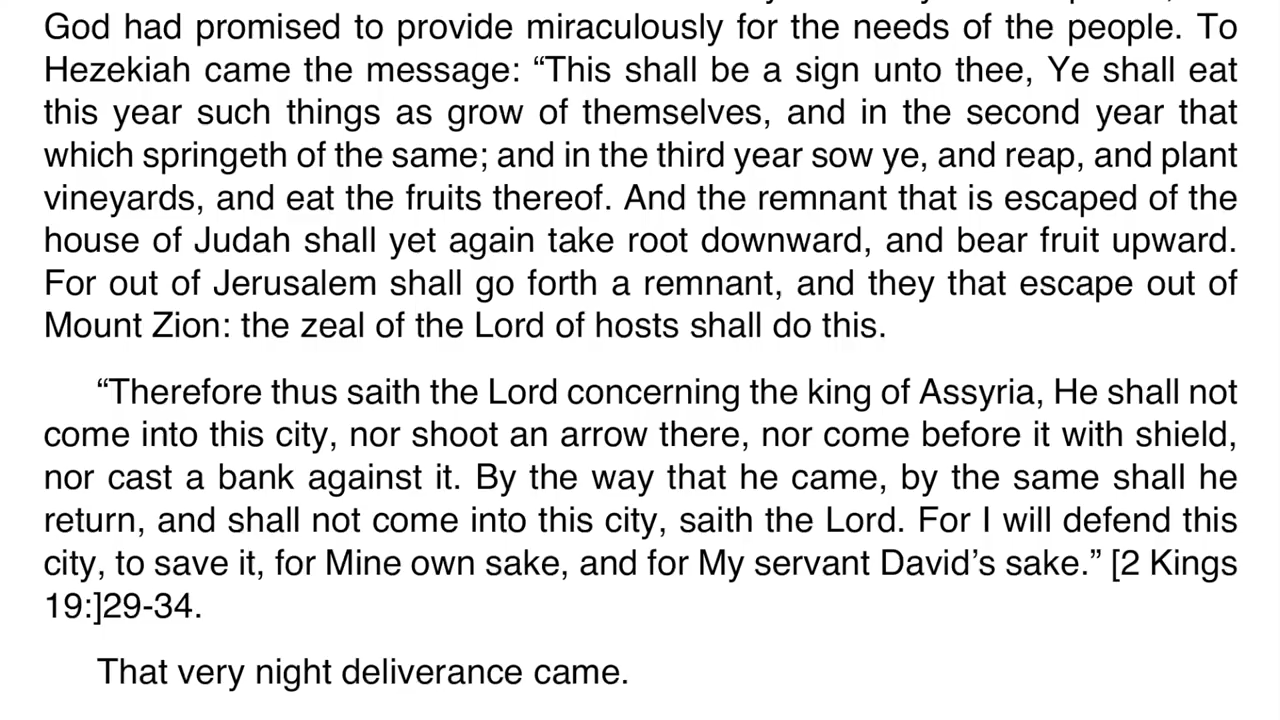 God had promised to provide miraculously for the needs of the people. To
Hezekiah came the message: “This shall be a sign unto thee, Ye shall eat
this year such things as grow of themselves, and in the second year that
which springeth of the same; and in the third year sow ye, and reap, and plant
vineyards, and eat the fruits thereof. And the remnant that is escaped of the
house of Judah shall yet again take root downward, and bear fruit upward.
For out of Jerusalem shall go forth a remnant, and they that escape out of
Mount Zion: the zeal of the Lord of hosts shall do this.
“Therefore thus saith the Lord concerning the king of Assyria, He shall not
come into this city, nor shoot an arrow there, nor come before it with shield,
nor cast a bank against it. By the way that he came, by the same shall he
return, and shall not come into this city, saith the Lord. For I will defend this
city, to save it, for Mine own sake, and for My servant David’s sake.” [2 Kings
19:]29-34.
That very night deliverance came.